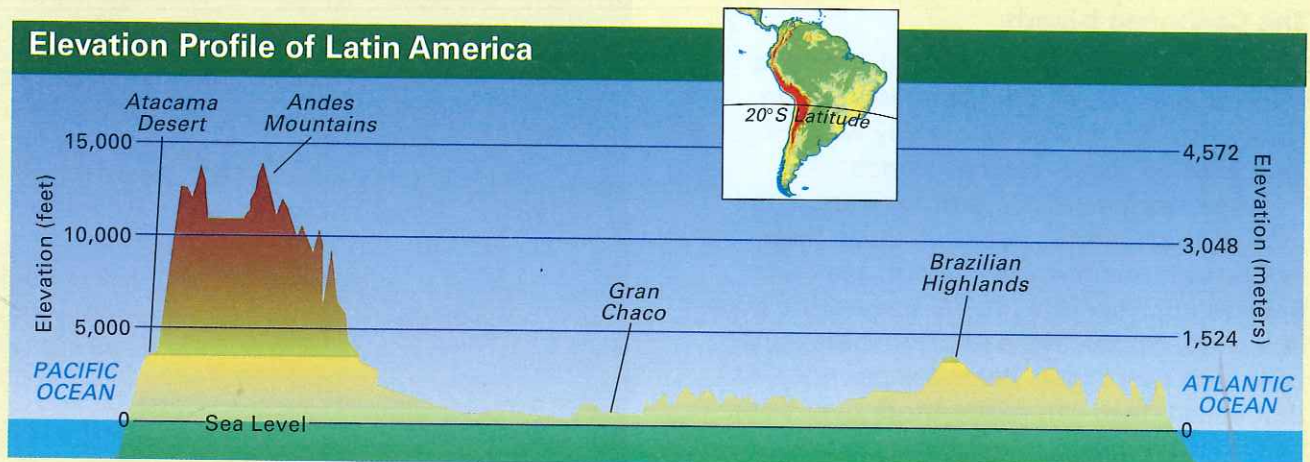 Elevation Profile of Latin America
20°S Latitude
Atacama
Desert
Andes
Mountains
15,000
10,000
5,000
0
Elevation (feet)
PACIFIC
OCEAN
Sea Level
Gran
Chaco
Brazilian
Highlands
4,572
3,048
1,524
0
Elevation (meters)
ATLANTIC
OCEAN